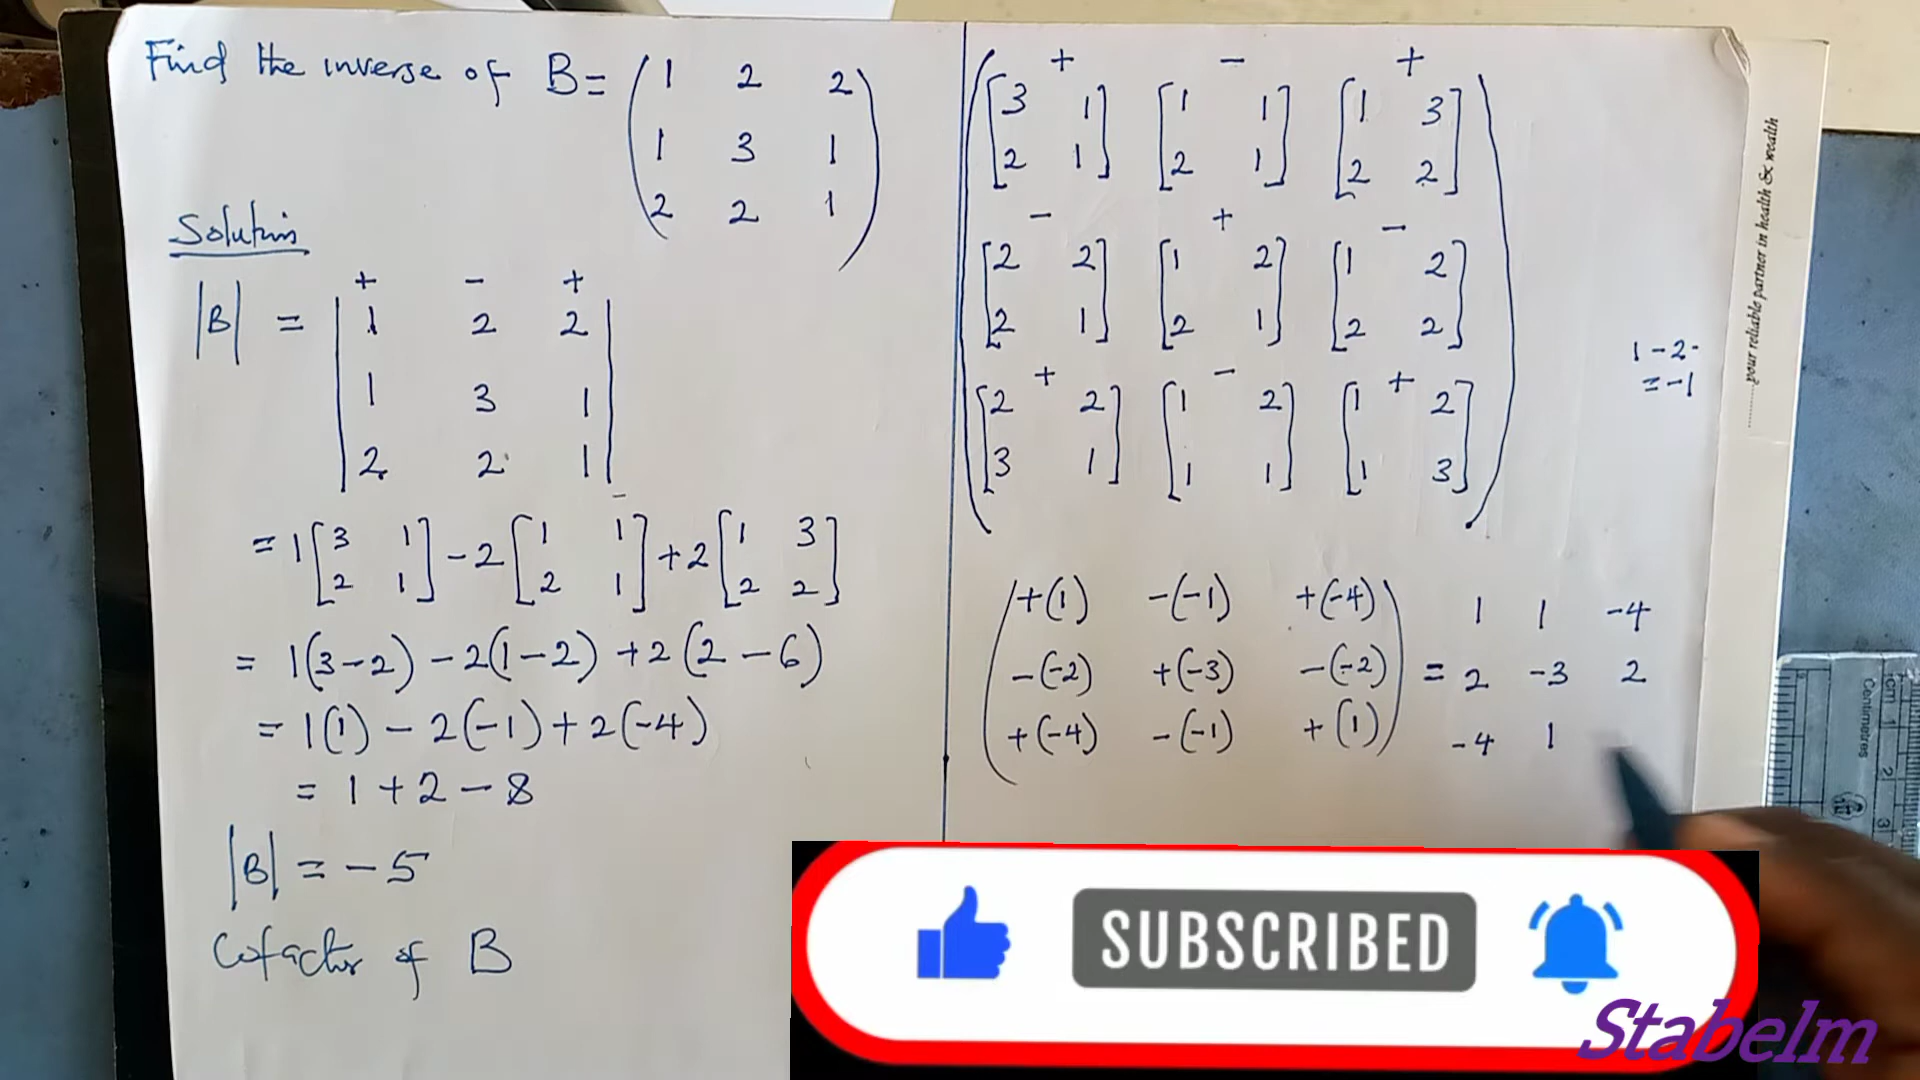 Find the inverse of B = ( 1 2 2
1 3 1
2 2 1 )
Solution
+ - +
|B| = | 1 2 2
1 3 1
2 2 1 |
= 1[3 1] - 2[1 1] + 2[1 3]
[2 1] [2 1] [2 2]
= 1(3-2) - 2(1-2) + 2(2-6)
= 1(1) - 2(-1) + 2(-4)
= 1 + 2 - 8
|B| = -5
Cofactor of B
+ - +
[3 1] [1 1] [1 3]
[2 1] [2 1] [2 2]
- + -
[2 2] [1 2] [1 2]
[2 1] [2 1] [2 2]
+ - +
[2 2] [1 2] [1 2]
[3 1] [1 1] [1 3]
1 - 2
= -1
( +(1) -(-1) +(-4) 1 1 -4
-(-2) +(-3) -(-2) = 2 -3 2
+(-4) -(-1) +(1) ) -4 1
.....your reliable partner in health & wealth
cm 1 2 3
Centimetres
SUBSCRIBED
Stabelm